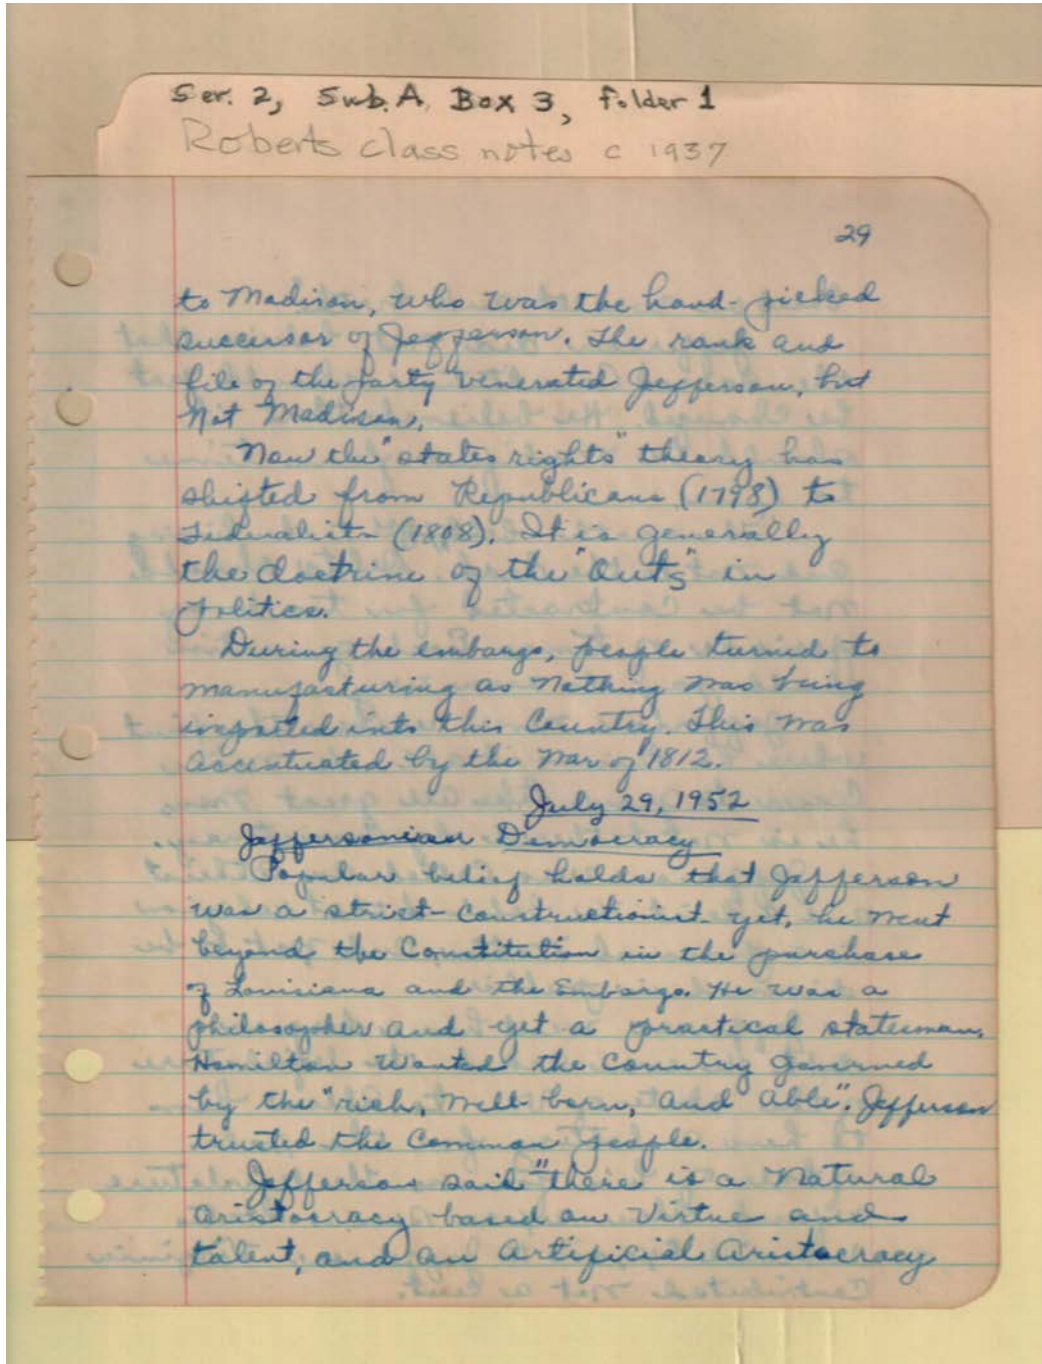 Ser. 2, Sub. A, Box 3, Folder 1
Roberts class notes c 1937
29
to Madison, who was the hand-picked
successor of Jefferson. The rank and
file of the party venerated Jefferson, but
not Madison.
Now the "states rights" theory has
shifted from Republicans (1798) to
Federalists (1808). It is generally
the doctrine of the "Outs" in
politics.
During the embargo, people turned to
manufacturing as nothing was being
imported into this Country. This was
accentuated by the War of 1812.
July 29, 1952
Jeffersonian Democracy
Popular belief holds that Jefferson
was a strict-constructionist yet, he went
beyond the Constitution in the purchase
of Louisiana and the Embargo. He was a
philosopher and yet a practical statesman.
Hamilton wanted the country governed
by the "rich, well-born, and able". Jefferson
trusted the common people.
Jefferson said "there is a natural
aristocracy based on virtue and
talent, and an artificial aristocracy